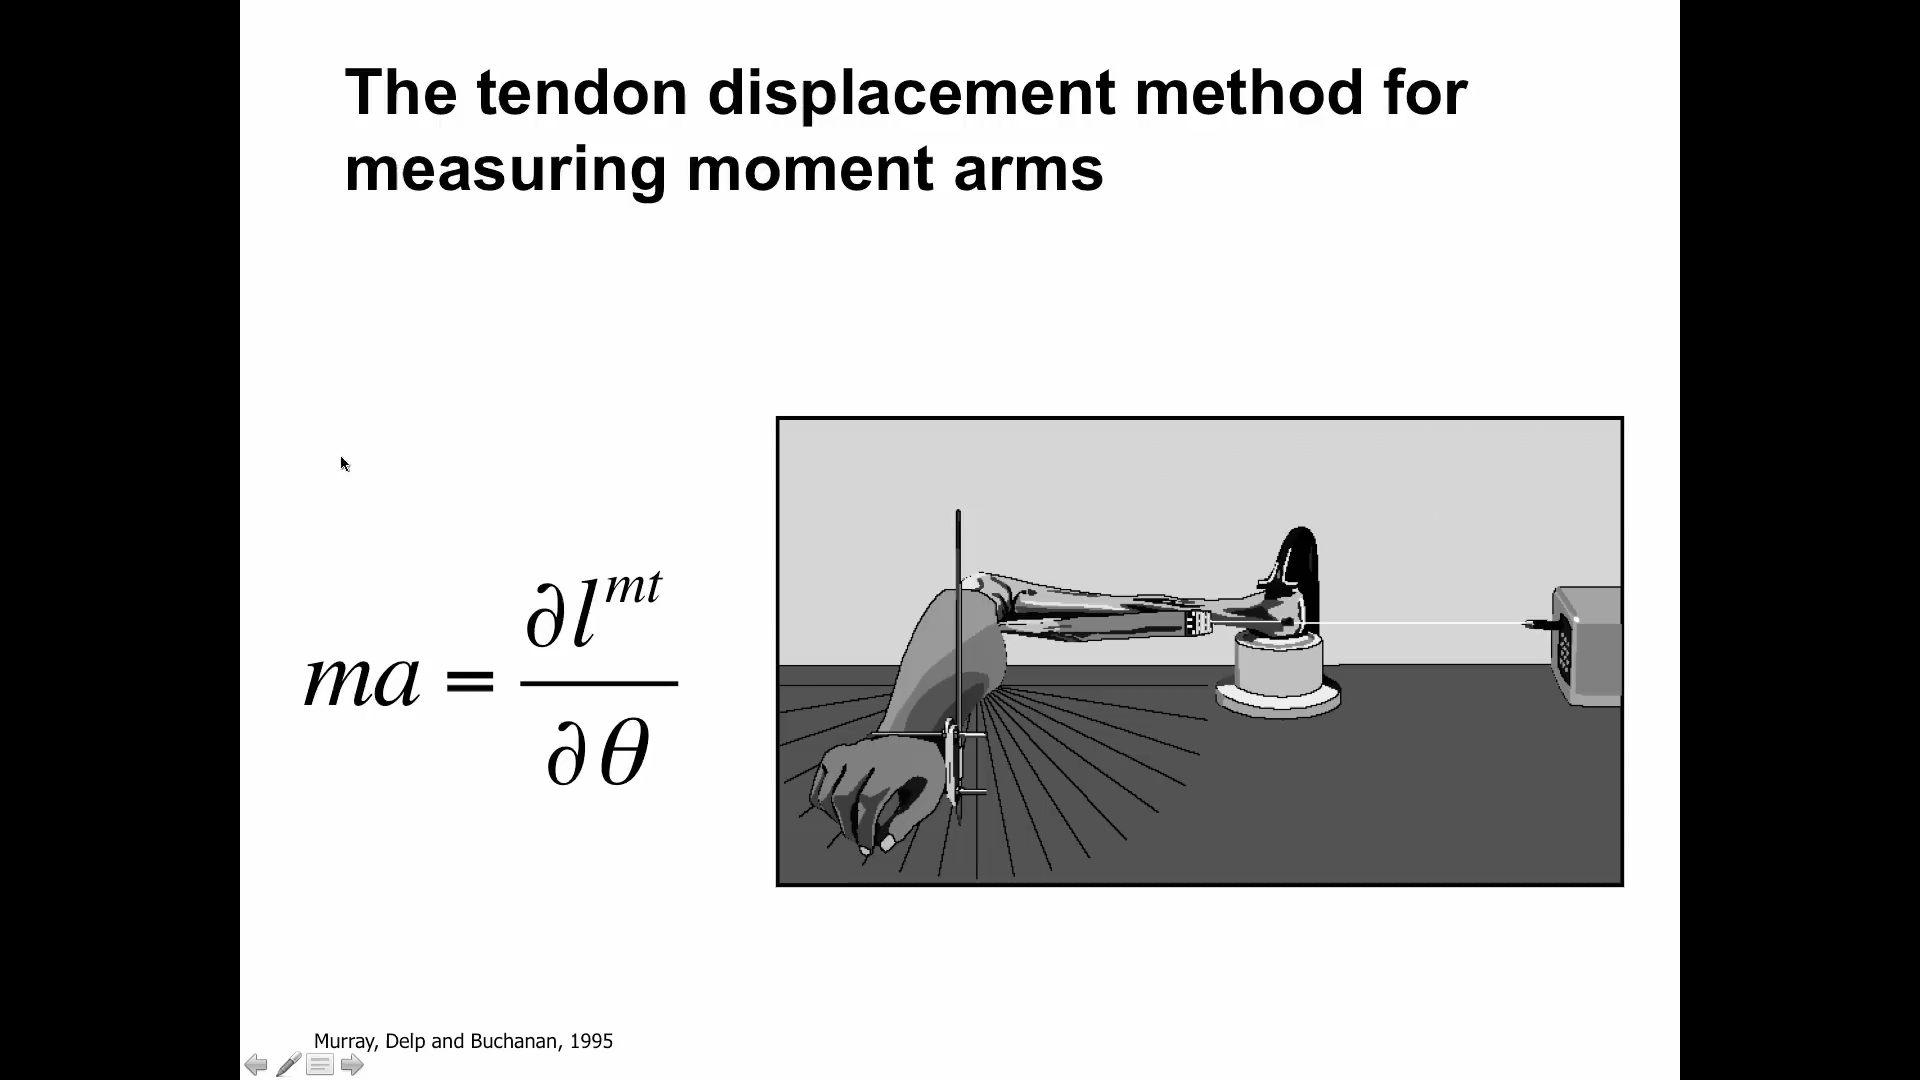 The tendon displacement method for
measuring moment arms
ma = ∂l^mt / ∂θ
Murray, Delp and Buchanan, 1995